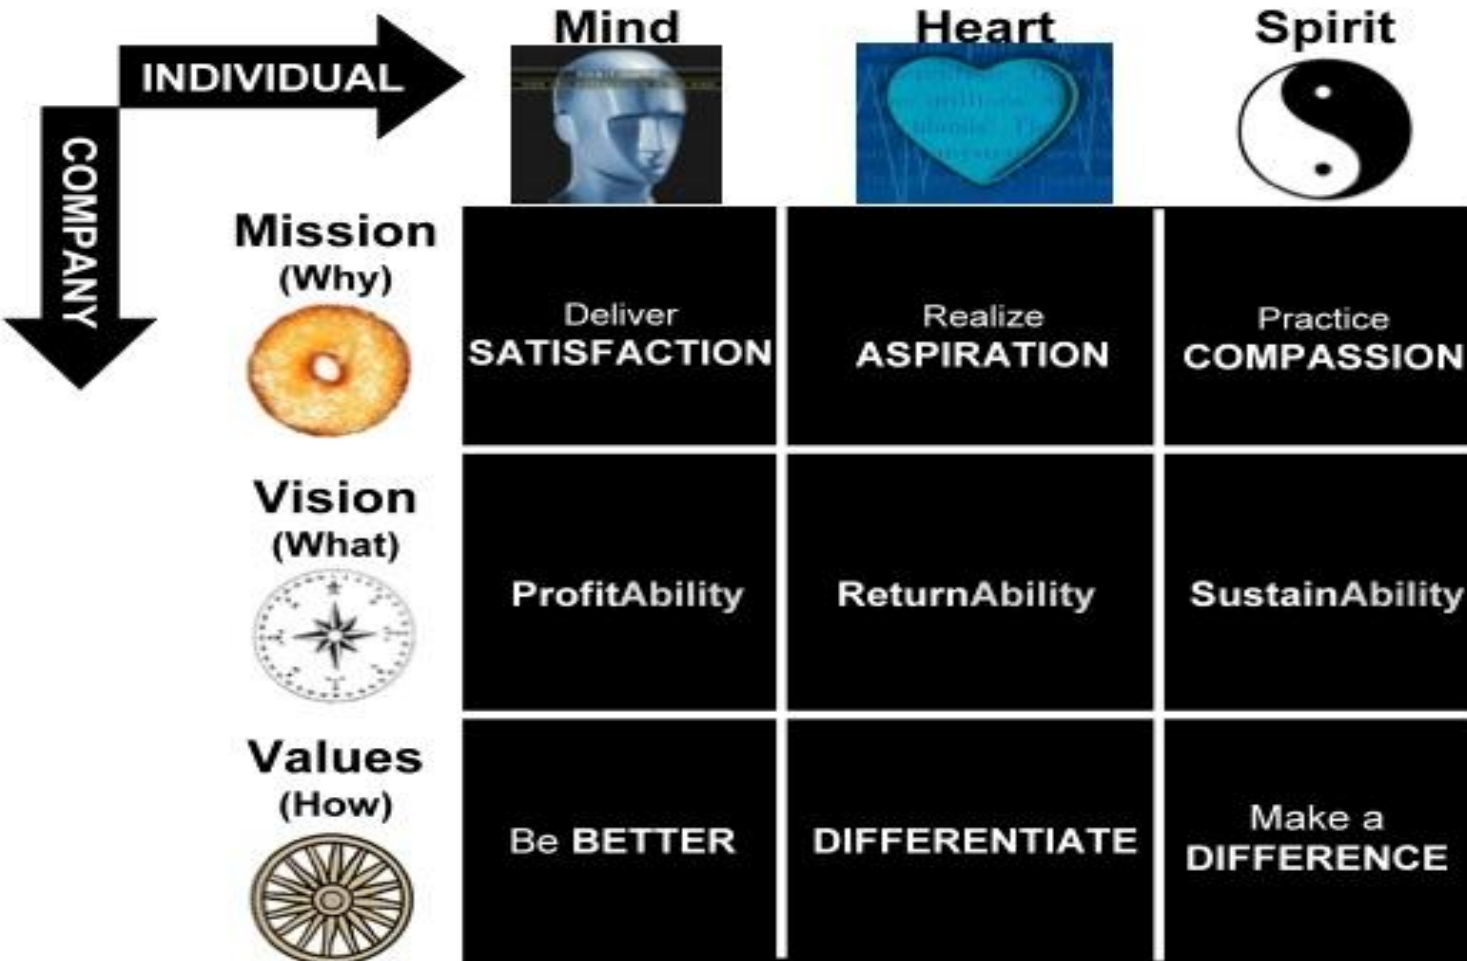 Mind
Heart
Spirit
INDIVIDUAL
COMPANY
Mission
(Why)
Deliver
SATISFACTION
Realize
ASPIRATION
Practice
COMPASSION
Vision
(What)
ProfitAbility
ReturnAbility
SustainAbility
Values
(How)
Be BETTER
DIFFERENTIATE
Make a
DIFFERENCE